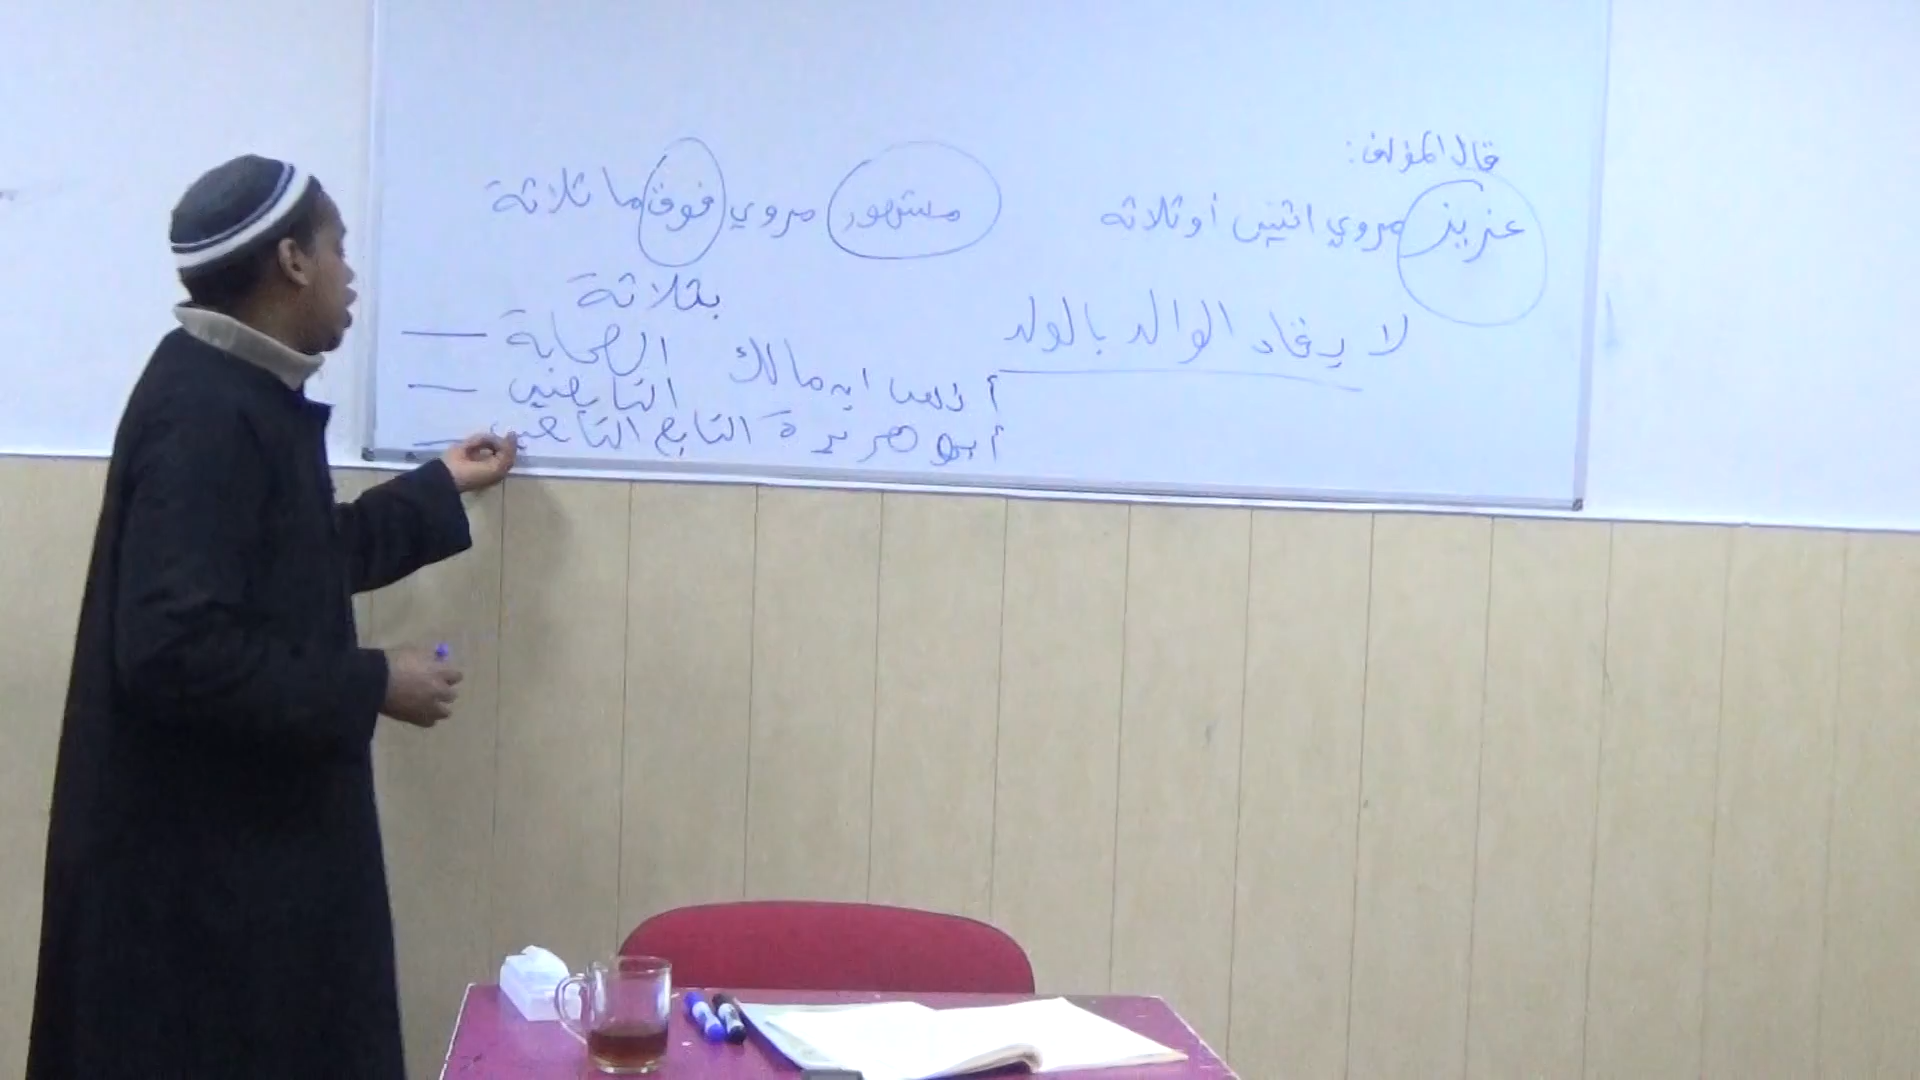 قال المؤلف:
عزيز مروي اثنين أو ثلاثه
مشهور مروي فوق ما ثلاثة
لا يقاد الوالد بالولد
بثلاثة
الصحابة
أنس ابن مالك التابعين
أبو هريرة التابع التابعين